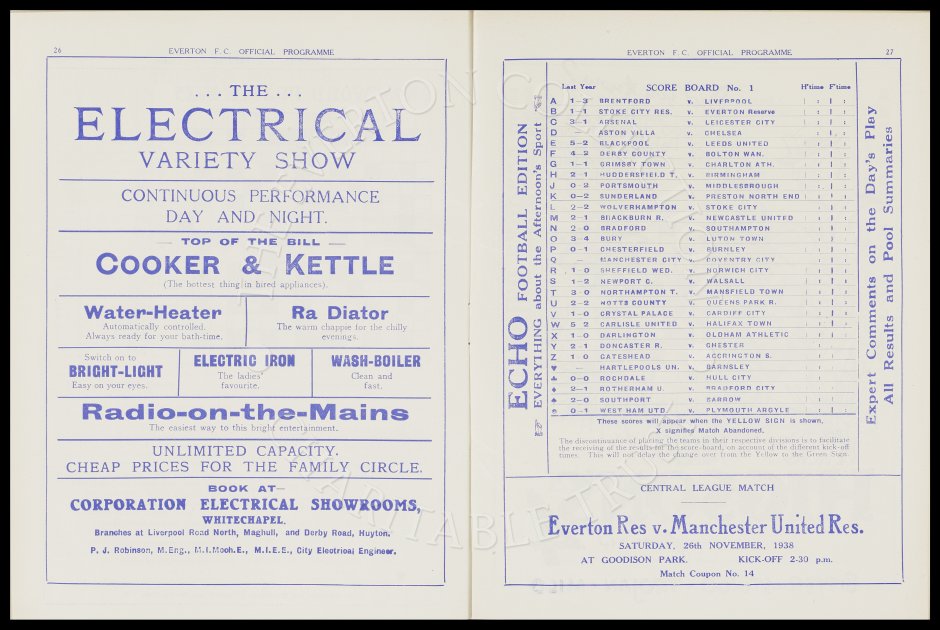 26
EVERTON F.C. OFFICIAL PROGRAMME
... THE ...
ELECTRICAL
VARIETY SHOW
CONTINUOUS PERFORMANCE
DAY AND NIGHT.
— TOP OF THE BILL —
COOKER & KETTLE
(The hottest thing in hired appliances).
Water-Heater
Automatically controlled.
Always ready for your bath-time.
Ra Diator
The warm chappie for the chilly
evenings.
Switch on to
BRIGHT-LIGHT
Easy on your eyes.
ELECTRIC IRON
The ladies'
favourite.
WASH-BOILER
Clean and
fast.
Radio-on-the-Mains
The easiest way to this bright entertainment.
UNLIMITED CAPACITY.
CHEAP PRICES FOR THE FAMILY CIRCLE.
BOOK AT—
CORPORATION ELECTRICAL SHOWROOMS,
WHITECHAPEL.
Branches at Liverpool Road North, Maghull, and Derby Road, Huyton.
P. J. Robinson, M.Eng., M.I.Mech.E., M.I.E.E., City Electrical Engineer.
EVERTON F.C. OFFICIAL PROGRAMME
27
ECHO FOOTBALL EDITION
EVERYTHING about the Afternoon's Sport
Last Year SCORE BOARD No. 1 H'time F'time
A 1–3 BRENTFORD v. LIVERPOOL : :
B 1–1 STOKE CITY RES. v. EVERTON Reserve : :
C 3–1 ARSENAL v. LEICESTER CITY : :
D — ASTON VILLA v. CHELSEA : :
E 5–2 BLACKPOOL v. LEEDS UNITED : :
F 4–2 DERBY COUNTY v. BOLTON WAN. : :
G 1–1 GRIMSBY TOWN v. CHARLTON ATH. : :
H 2–1 HUDDERSFIELD T. v. BIRMINGHAM : :
J 0–2 PORTSMOUTH v. MIDDLESBROUGH : :
K 0–2 SUNDERLAND v. PRESTON NORTH END : :
L 2–2 WOLVERHAMPTON v. STOKE CITY : :
M 2–1 BLACKBURN R. v. NEWCASTLE UNITED : :
N 2–0 BRADFORD v. SOUTHAMPTON : :
O 3–4 BURY v. LUTON TOWN : :
P 0–1 CHESTERFIELD v. BURNLEY : :
Q — MANCHESTER CITY v. COVENTRY CITY : :
R 1–0 SHEFFIELD WED. v. NORWICH CITY : :
S 1–2 NEWPORT C. v. WALSALL : :
T 3–0 NORTHAMPTON T. v. MANSFIELD TOWN : :
U 2–2 NOTTS COUNTY v. QUEENS PARK R. : :
V 1–0 CRYSTAL PALACE v. CARDIFF CITY : :
W 5–2 CARLISLE UNITED v. HALIFAX TOWN : :
X 1–0 DARLINGTON v. OLDHAM ATHLETIC : :
Y 2–1 DONCASTER R. v. CHESTER : :
Z 1–0 GATESHEAD v. ACCRINGTON S. : :
♥ — HARTLEPOOLS UN. v. BARNSLEY : :
♣ 0–0 ROCHDALE v. HULL CITY : :
♦ 2–1 ROTHERHAM U. v. BRADFORD CITY : :
♠ 2–0 SOUTHPORT v. BARROW : :
0–1 WEST HAM UTD. v. PLYMOUTH ARGYLE : :
These scores will appear when the YELLOW SIGN is shown,
X signifies Match Abandoned.
The discontinuance of placing the teams in their respective divisions is to facilitate
the receiving of results for the score-board, on account of the different kick-off
times. This will not delay the change over from the Yellow to the Green Sign
Expert Comments on the Day's Play
All Results and Pool Summaries
CENTRAL LEAGUE MATCH
Everton Res v. Manchester United Res.
SATURDAY, 26th NOVEMBER, 1938
AT GOODISON PARK. KICK-OFF 2-30 p.m.
Match Coupon No. 14